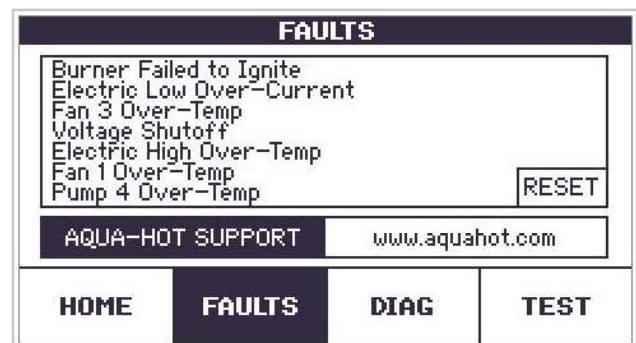 FAULTS
Burner Failed to Ignite
Electric Low Over-Current
Fan 3 Over-Temp
Voltage Shutoff
Electric High Over-Temp
Fan 1 Over-Temp
Pump 4 Over-Temp
RESET
AQUA-HOT SUPPORT www.aquahot.com
HOME FAULTS DIAG TEST